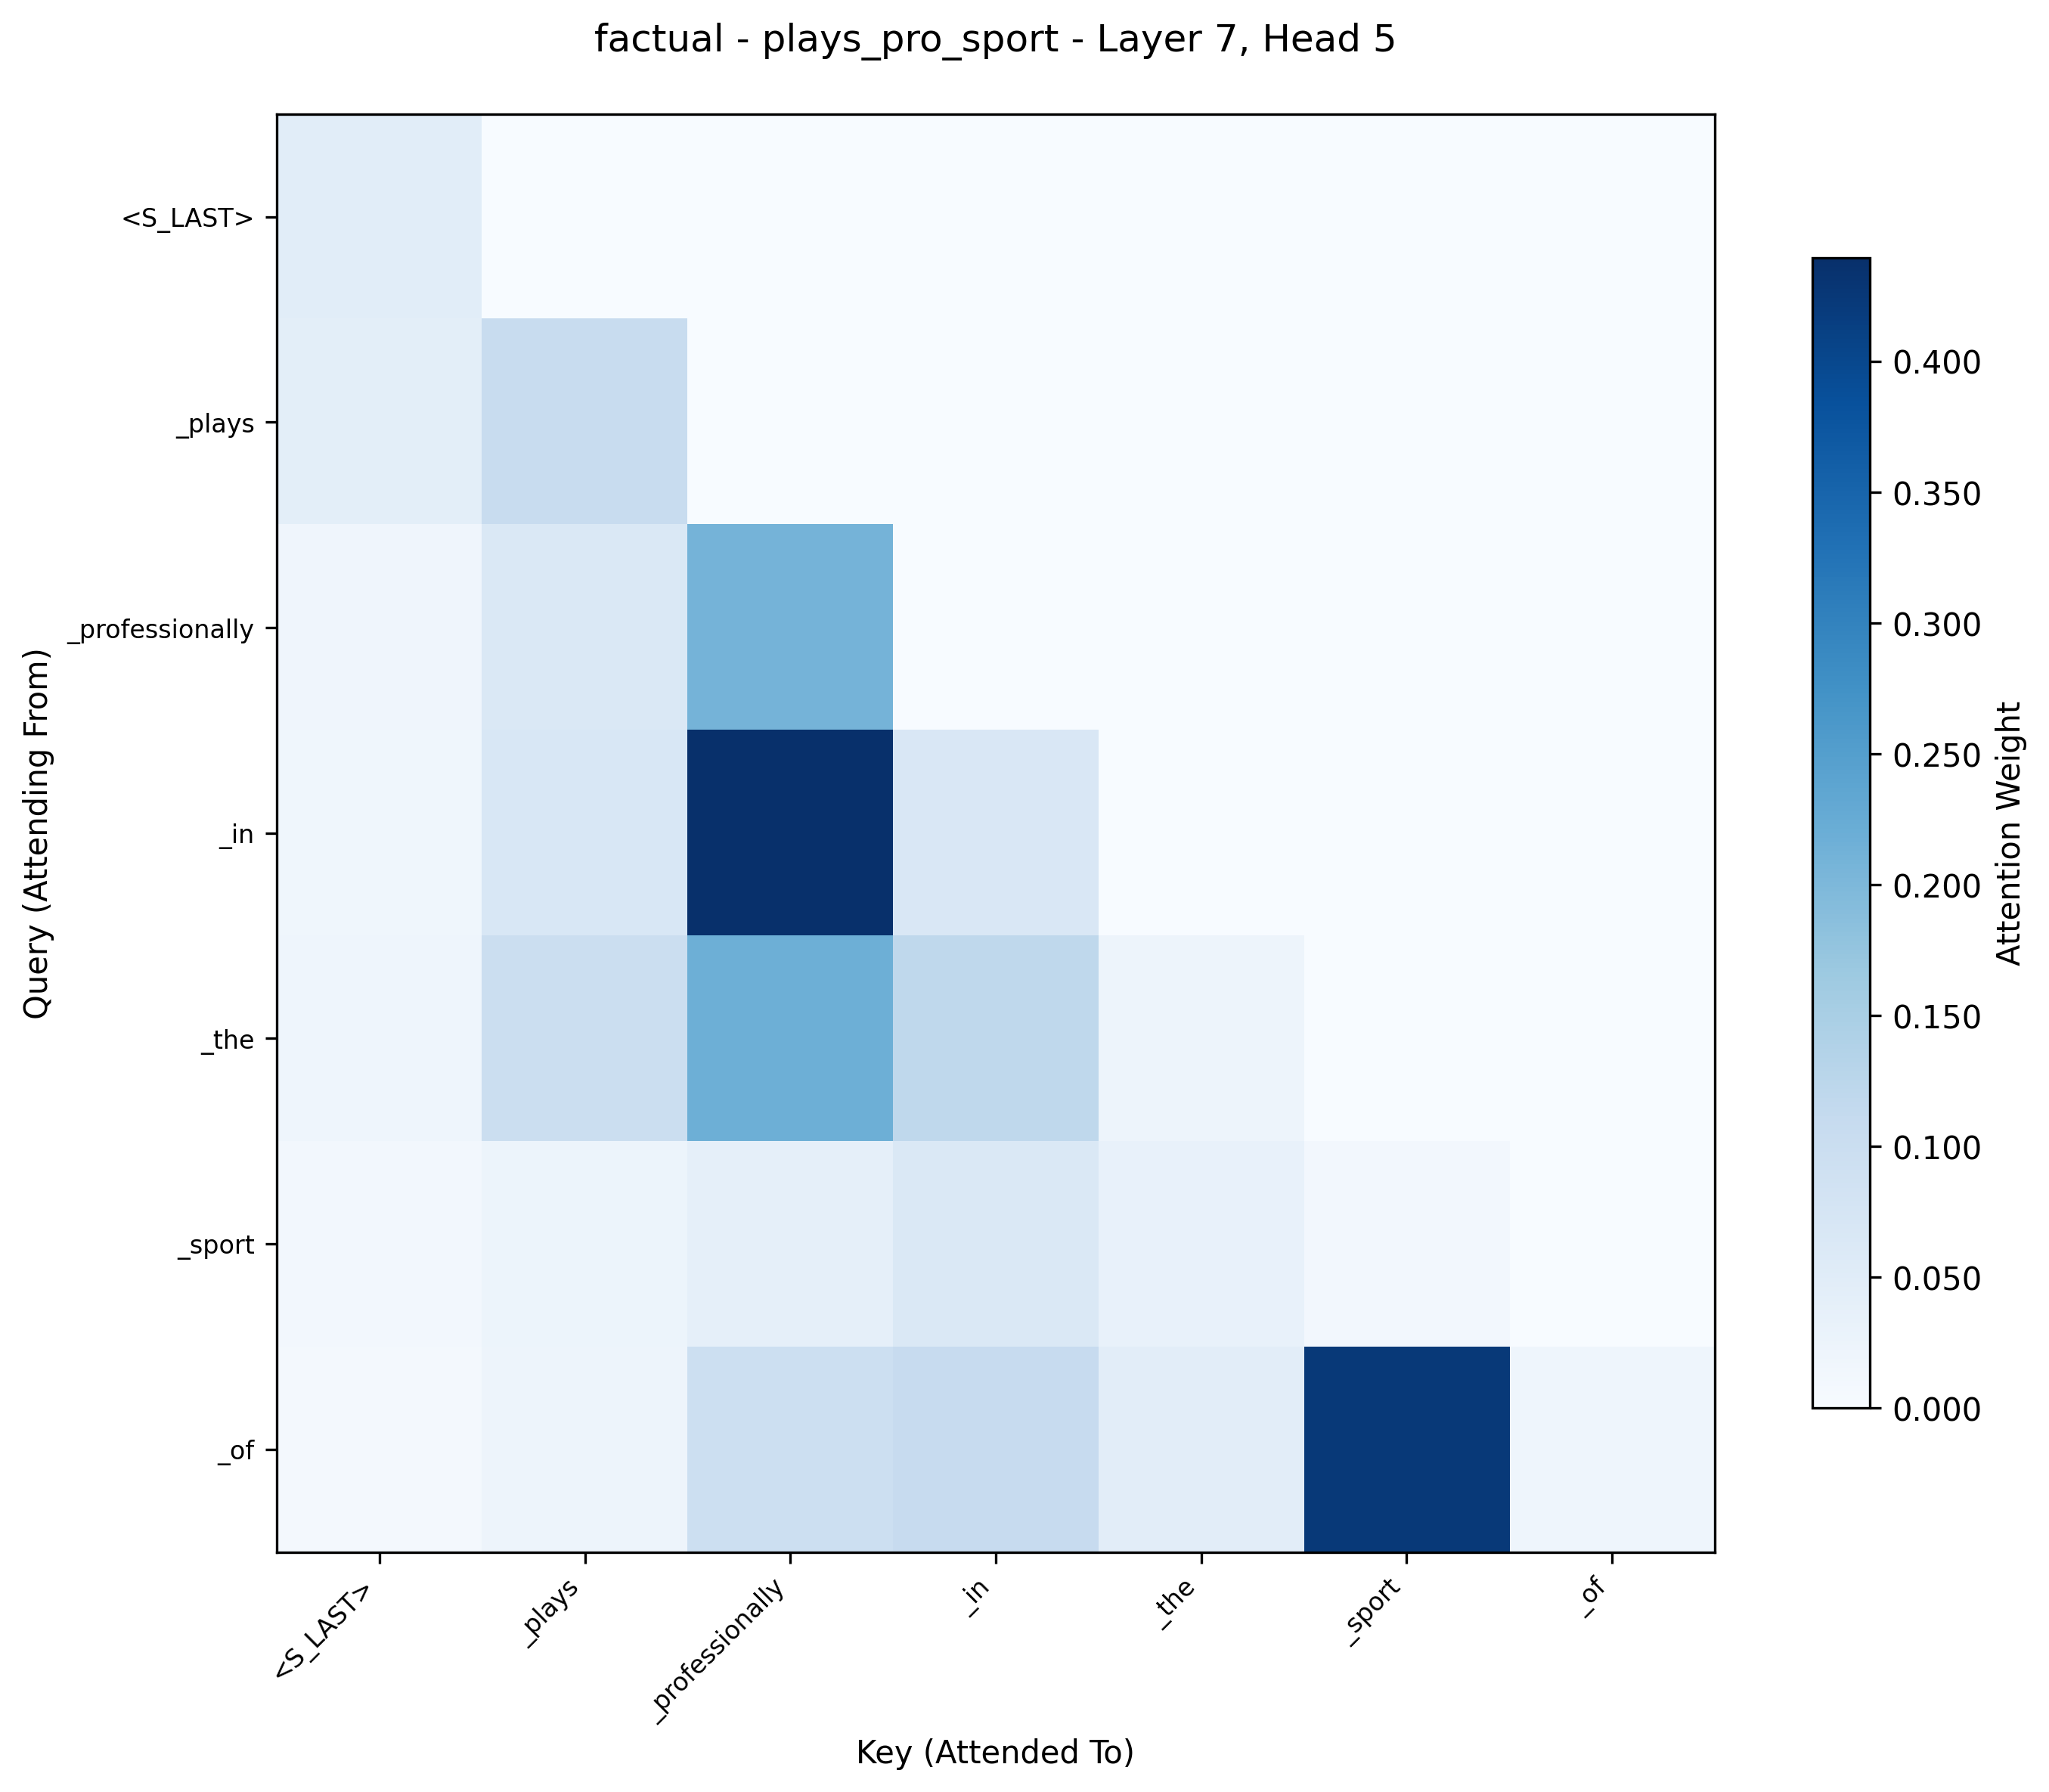 factual - plays_pro_sport - Layer 7, Head 5
Query (Attending From)
<S_LAST>
_plays
_professionally
_in
_the
_sport
_of
<S_LAST>
_plays
_professionally
_in
_the
_sport
_of
Key (Attended To)
0.400
0.350
0.300
0.250
0.200
0.150
0.100
0.050
0.000
Attention Weight